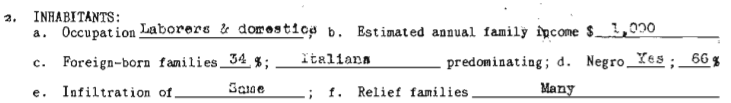 2. INHABITANTS:
a. Occupation Laborers & domestics b. Estimated annual family income $ 1,000
c. Foreign-born families 34 %; Italians predominating; d. Negro Yes ; 66 %
e. Infiltration of Same ; f. Relief families Many